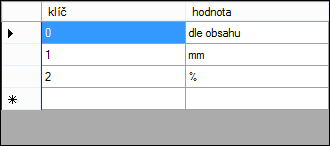 klíč hodnota
0 dle obsahu
1 mm
2 %